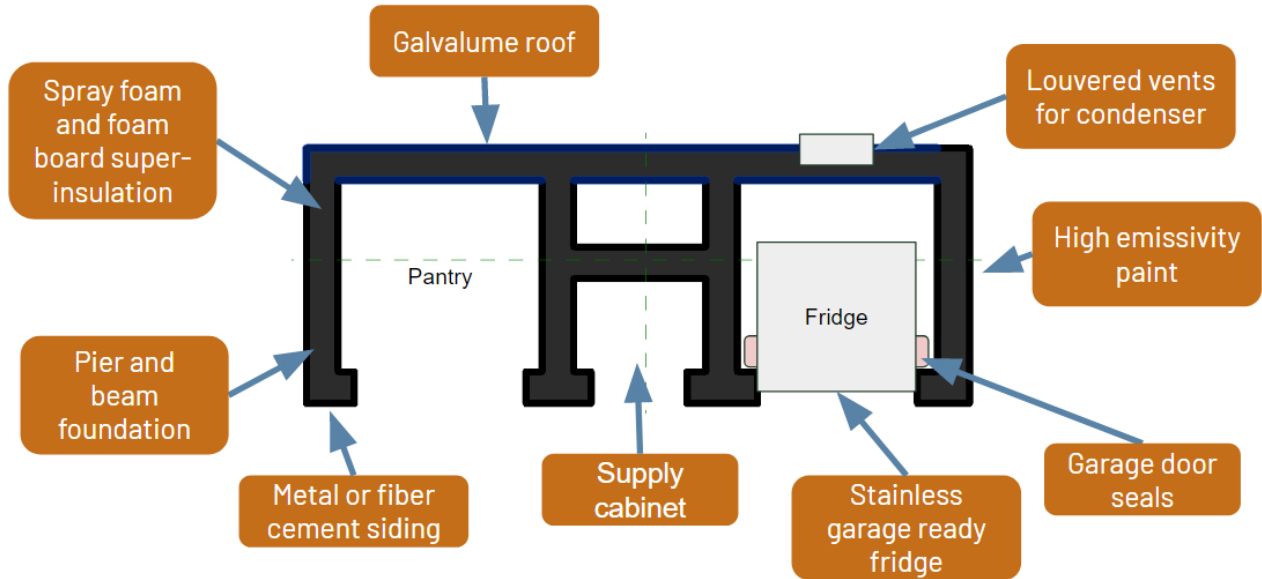 Galvalume roof
Spray foam
and foam
board super-
insulation
Louvered vents
for condenser
High emissivity
paint
Pantry
Fridge
Pier and
beam
foundation
Metal or fiber
cement siding
Supply
cabinet
Stainless
garage ready
fridge
Garage door
seals